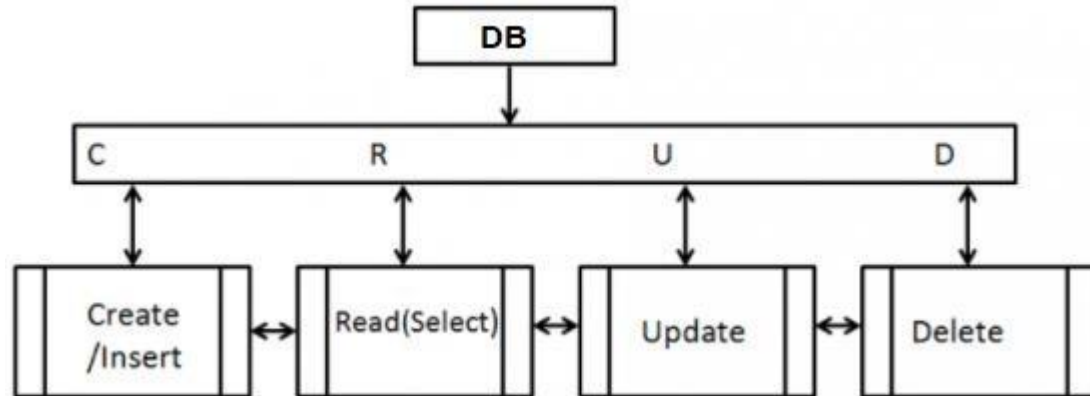 DB
C R U D
Create
/Insert
Read(Select)
Update
Delete